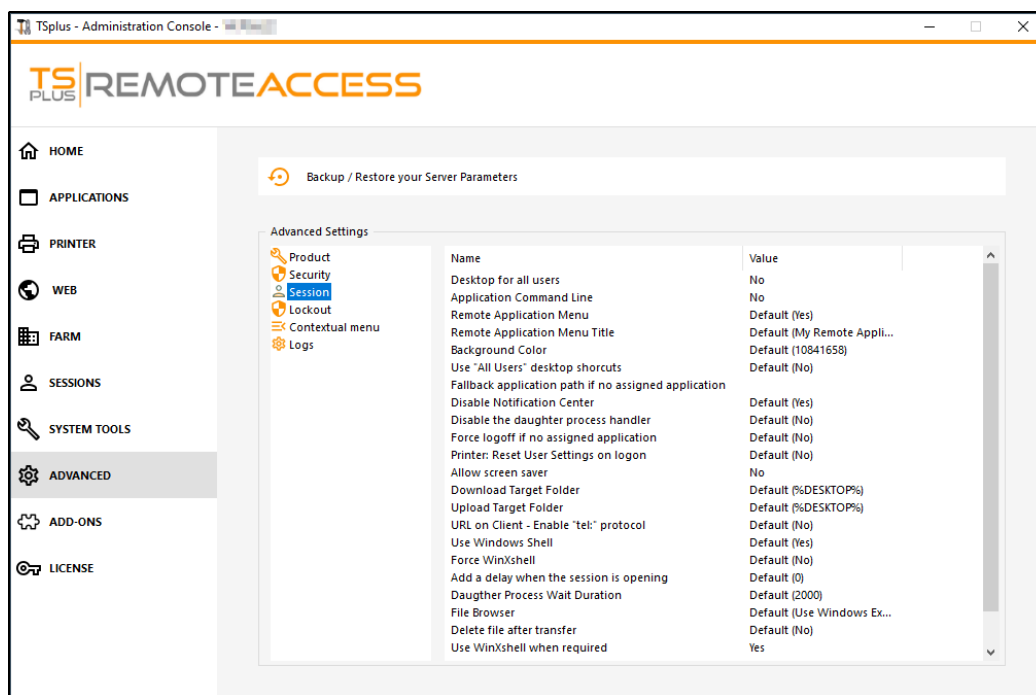 TSplus - Administration Console -
TS PLUS REMOTEACCESS
HOME
APPLICATIONS
PRINTER
WEB
FARM
SESSIONS
SYSTEM TOOLS
ADVANCED
ADD-ONS
LICENSE
Backup / Restore your Server Parameters
Advanced Settings
Product
Security
Session
Lockout
Contextual menu
Logs
Name Value
Desktop for all users No
Application Command Line No
Remote Application Menu Default (Yes)
Remote Application Menu Title Default (My Remote Appli...
Background Color Default (10841658)
Use "All Users" desktop shorcuts Default (No)
Fallback application path if no assigned application
Disable Notification Center Default (Yes)
Disable the daughter process handler Default (No)
Force logoff if no assigned application Default (No)
Printer: Reset User Settings on logon Default (No)
Allow screen saver No
Download Target Folder Default (%DESKTOP%)
Upload Target Folder Default (%DESKTOP%)
URL on Client - Enable "tel:" protocol Default (No)
Use Windows Shell Default (Yes)
Force WinXshell Default (No)
Add a delay when the session is opening Default (0)
Daugther Process Wait Duration Default (2000)
File Browser Default (Use Windows Ex...
Delete file after transfer Default (No)
Use WinXshell when required Yes